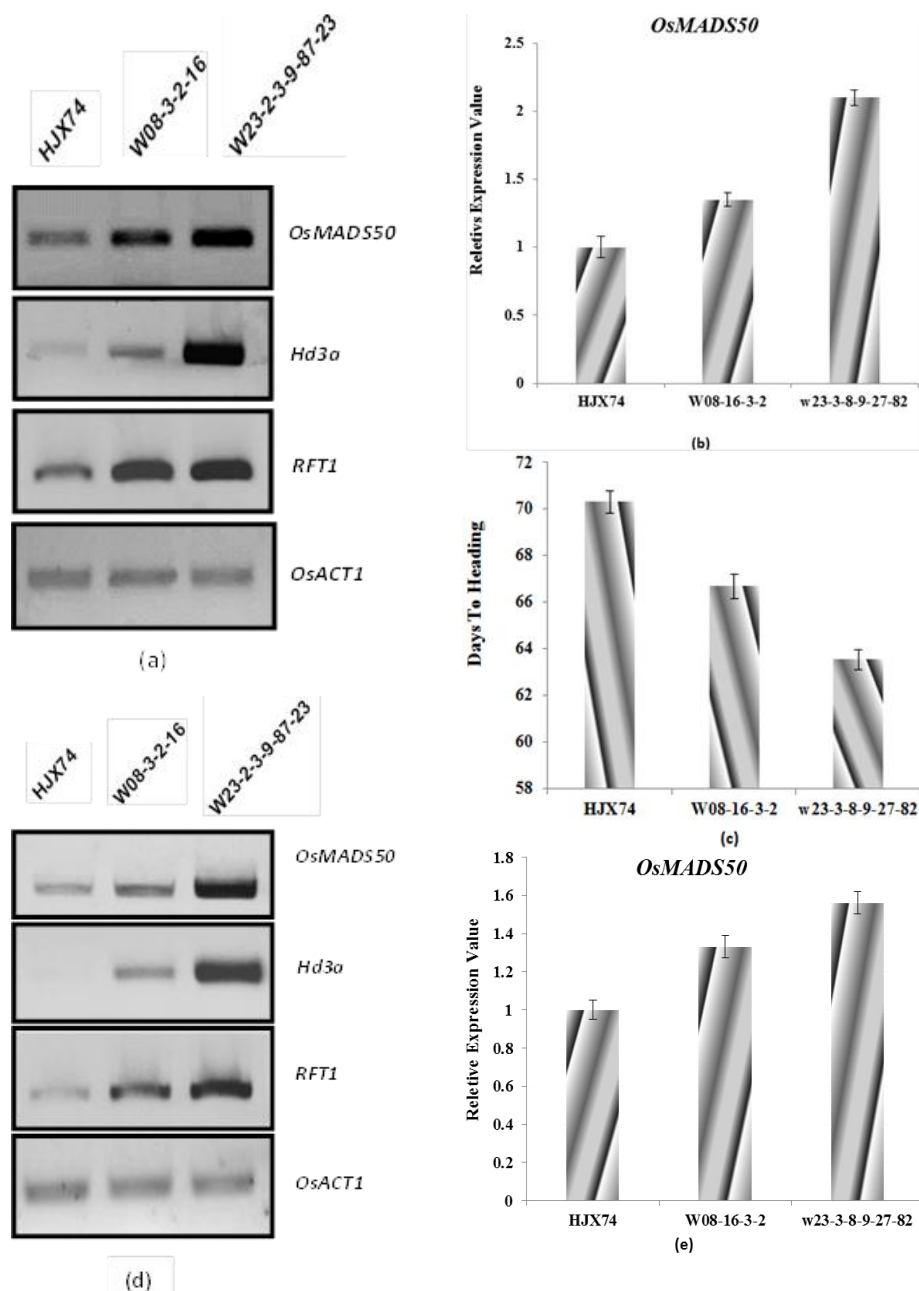 HJX74
W08-3-2-16
W23-2-3-9-87-23
OsMADS50
Hd3a
RFT1
OsACT1
(a)
OsMADS50
Reletivs Expression Value
2.5
2
1.5
1
0.5
0
HJX74 W08-16-3-2 w23-3-8-9-27-82
(b)
Days To Heading
72
70
68
66
64
62
60
58
HJX74 W08-16-3-2 w23-3-8-9-27-82
(c)
HJX74
W08-3-2-16
W23-2-3-9-87-23
OsMADS50
Hd3a
RFT1
OsACT1
(d)
OsMADS50
Reletive Expression Value
1.8
1.6
1.4
1.2
1
0.8
0.6
0.4
0.2
0
HJX74 W08-16-3-2 w23-3-8-9-27-82
(e)